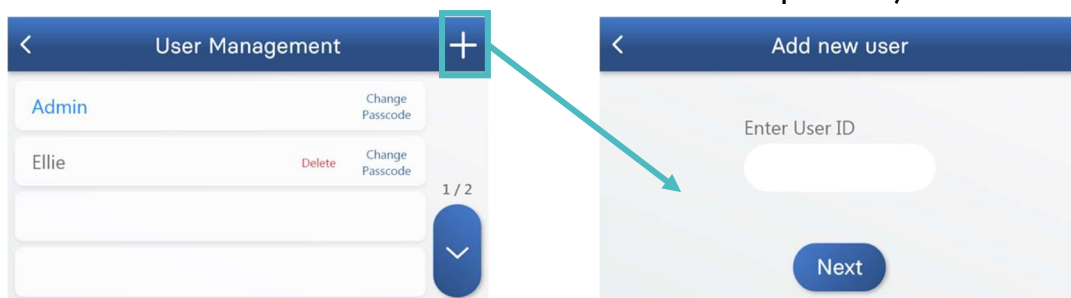 User Management
Admin
Change
Passcode
Ellie
Delete
Change
Passcode
1 / 2
Add new user
Enter User ID
Next